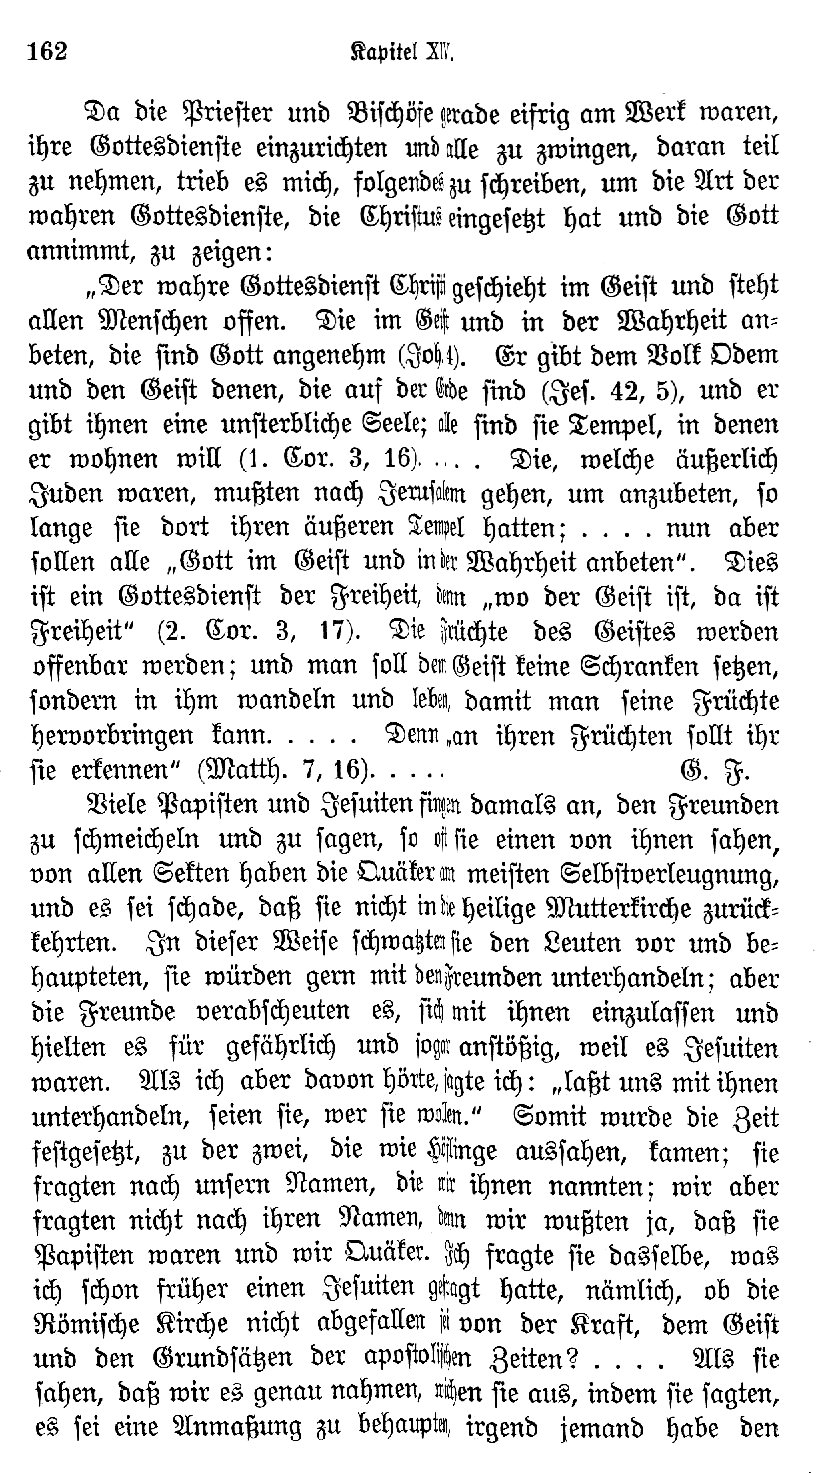 162 Kapitel XIV.
Da die Priester und Bischöfe gerade eifrig am Werk waren,
ihre Gottesdienste einzurichten und alle zu zwingen, daran teil
zu nehmen, trieb es mich, folgendes zu schreiben, um die Art der
wahren Gottesdienste, die Christus eingesetzt hat und die Gott
annimmt, zu zeigen:
„Der wahre Gottesdienst Christi geschieht im Geist und steht
allen Menschen offen. Die im Geist und in der Wahrheit an-
beten, die sind Gott angenehm (Joh. 4). Er gibt dem Volk Odem
und den Geist denen, die auf der Erde sind (Jes. 42, 5), und er
gibt ihnen eine unsterbliche Seele; alle sind sie Tempel, in denen
er wohnen will (1. Cor. 3, 16). . . . . Die, welche äußerlich
Juden waren, mußten nach Jerusalem gehen, um anzubeten, so
lange sie dort ihren äußeren Tempel hatten; . . . . nun aber
sollen alle „Gott im Geist und in der Wahrheit anbeten“. Dies
ist ein Gottesdienst der Freiheit, denn „wo der Geist ist, da ist
Freiheit“ (2. Cor. 3, 17). Die Früchte des Geistes werden
offenbar werden; und man soll dem Geist keine Schranken setzen,
sondern in ihm wandeln und leben, damit man seine Früchte
hervorbringen kann. . . . . . Denn „an ihren Früchten sollt ihr
sie erkennen“ (Matth. 7, 16). . . . . . G. F.
Viele Papisten und Jesuiten fingen damals an, den Freunden
zu schmeicheln und zu sagen, so oft sie einen von ihnen sahen,
von allen Sekten haben die Quäker am meisten Selbstverleugnung,
und es sei schade, daß sie nicht in die heilige Mutterkirche zurück-
kehrten. In dieser Weise schwatzten sie den Leuten vor und be-
haupteten, sie würden gern mit den Freunden unterhandeln; aber
die Freunde verabscheuten es, sich mit ihnen einzulassen und
hielten es für gefährlich und sogar anstößig, weil es Jesuiten
waren. Als ich aber davon hörte, sagte ich: „laßt uns mit ihnen
unterhandeln, seien sie, wer sie wollen.“ Somit wurde die Zeit
festgesetzt, zu der zwei, die wie Höflinge aussahen, kamen; sie
fragten nach unsern Namen, die wir ihnen nannten; wir aber
fragten nicht nach ihren Namen, denn wir wußten ja, daß sie
Papisten waren und wir Quäker. Ich fragte sie dasselbe, was
ich schon früher einen Jesuiten gefragt hatte, nämlich, ob die
Römische Kirche nicht abgefallen sei von der Kraft, dem Geist
und den Grundsätzen der apostolischen Zeiten? . . . . Als sie
sahen, daß wir es genau nahmen, wichen sie aus, indem sie sagten,
es sei eine Anmaßung zu behaupten, irgend jemand habe den